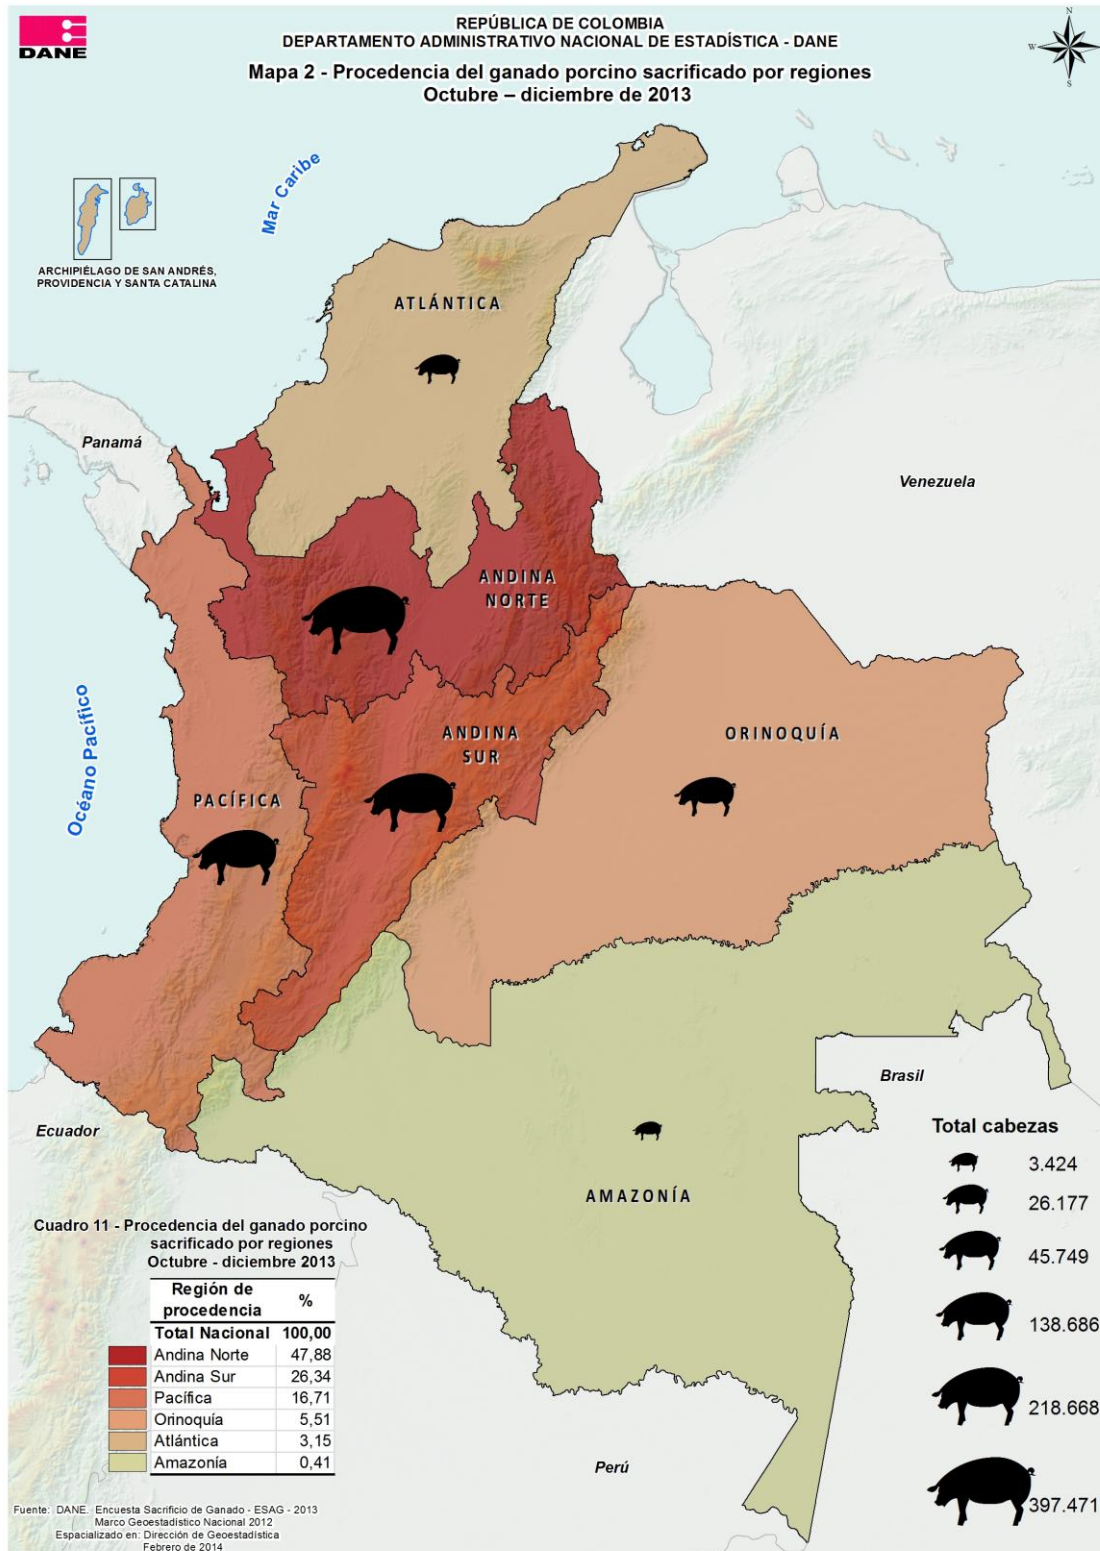 DANE
REPÚBLICA DE COLOMBIA
DEPARTAMENTO ADMINISTRATIVO NACIONAL DE ESTADÍSTICA - DANE
Mapa 2 - Procedencia del ganado porcino sacrificado por regiones
Octubre – diciembre de 2013
N
W
E
S
Mar Caribe
ARCHIPIÉLAGO DE SAN ANDRÉS,
PROVIDENCIA Y SANTA CATALINA
ATLÁNTICA
Panamá
Venezuela
ANDINA
NORTE
Océano Pacífico
ANDINA
SUR
ORINOQUÍA
PACÍFICA
Brasil
Ecuador
AMAZONÍA
Perú
Total cabezas
3.424
26.177
45.749
138.686
218.668
397.471
Cuadro 11 - Procedencia del ganado porcino
sacrificado por regiones
Octubre - diciembre 2013
Región de
procedencia %
Total Nacional 100,00
Andina Norte 47,88
Andina Sur 26,34
Pacífica 16,71
Orinoquía 5,51
Atlántica 3,15
Amazonía 0,41
Fuente: DANE. Encuesta Sacrificio de Ganado - ESAG - 2013
Marco Geoestadístico Nacional 2012
Espacializado en: Dirección de Geoestadística
Febrero de 2014